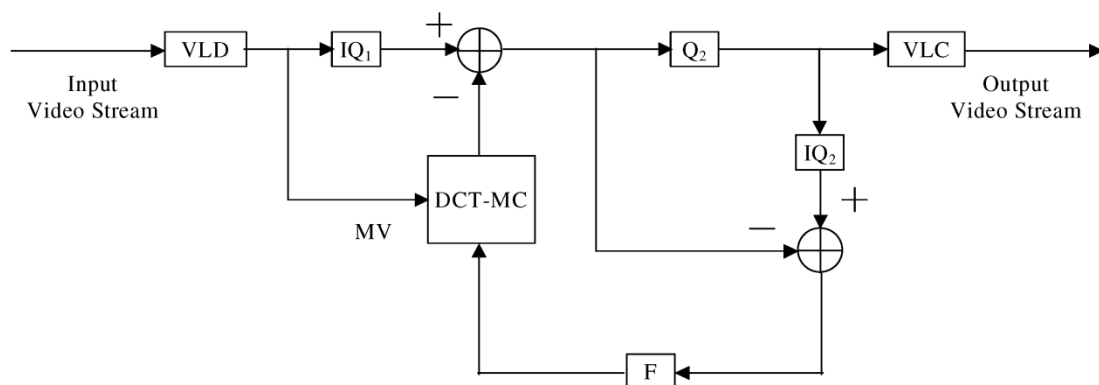 VLD
IQ₁
+
−
Q₂
VLC
Input
Video Stream
Output
Video Stream
IQ₂
DCT-MC
MV
+
−
F